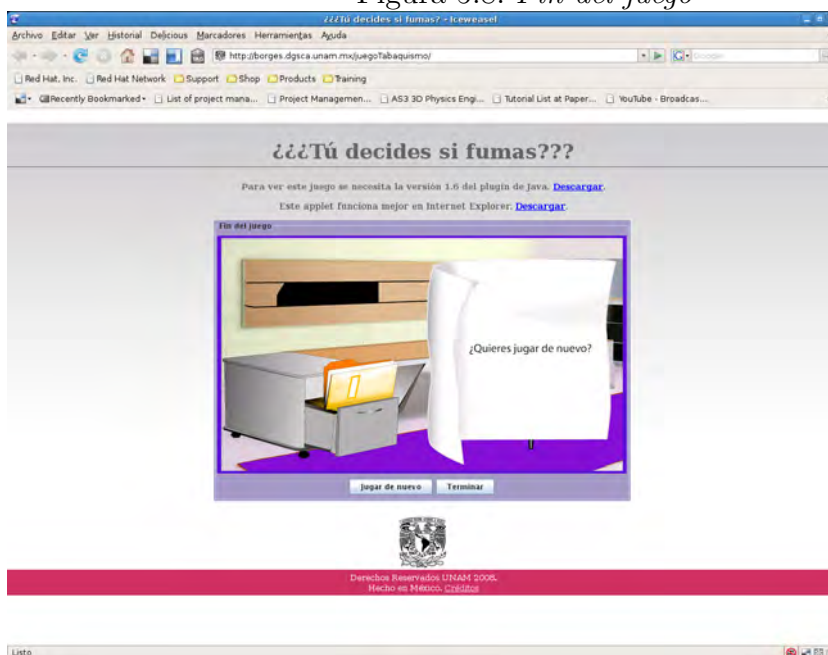 Figura 5.8: Fin del juego
¿¿¿Tú decides si fumas? - Iceweasel
Archivo Editar Ver Historial Delicious Marcadores Herramientas Ayuda
http://borges.dgsca.unam.mx/juegoTabaquismo/
Google
Red Hat, Inc. Red Hat Network Support Shop Products Training
Recently Bookmarked List of project mana... Project Managemen... AS3 3D Physics Engi... Tutorial List at Paper... YouTube - Broadcas...
¿¿¿Tú decides si fumas???
Para ver este juego se necesita la versión 1.6 del plugin de Java. Descargar.
Este applet funciona mejor en Internet Explorer. Descargar.
Fin del juego
¿Quieres jugar de nuevo?
Jugar de nuevo Terminar
Derechos Reservados UNAM 2008.
Hecho en México. Créditos
Listo